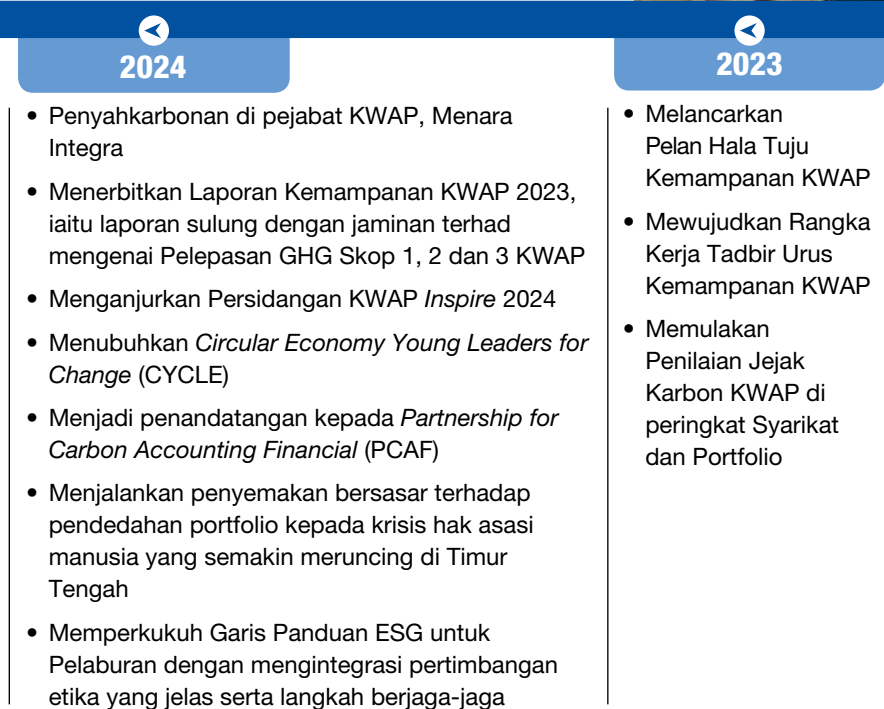 2024
• Penyahkarbonan di pejabat KWAP, Menara
Integra
• Menerbitkan Laporan Kemampanan KWAP 2023,
iaitu laporan sulung dengan jaminan terhad
mengenai Pelepasan GHG Skop 1, 2 dan 3 KWAP
• Menganjurkan Persidangan KWAP Inspire 2024
• Menubuhkan Circular Economy Young Leaders for
Change (CYCLE)
• Menjadi penandatangan kepada Partnership for
Carbon Accounting Financial (PCAF)
• Menjalankan penyemakan bersasar terhadap
pendedahan portfolio kepada krisis hak asasi
manusia yang semakin meruncing di Timur
Tengah
• Memperkukuh Garis Panduan ESG untuk
Pelaburan dengan mengintegrasi pertimbangan
etika yang jelas serta langkah berjaga-jaga
2023
• Melancarkan
Pelan Hala Tuju
Kemampanan KWAP
• Mewujudkan Rangka
Kerja Tadbir Urus
Kemampanan KWAP
• Memulakan
Penilaian Jejak
Karbon KWAP di
peringkat Syarikat
dan Portfolio